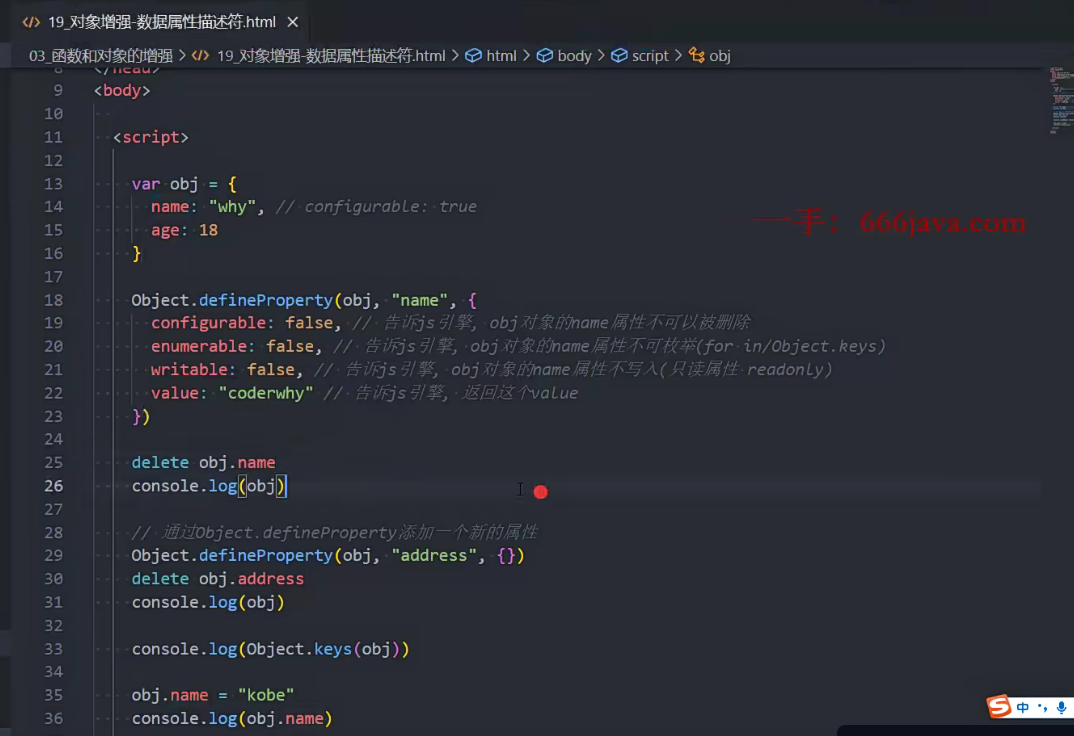 19_对象增强-数据属性描述符.html
03_函数和对象的增强 > 19_对象增强-数据属性描述符.html > html > body > script > obj
8 </head>
9 <body>
10
11 <script>
12
13 var obj = {
14 name: "why", // configurable: true
一手：666java.com
15 age: 18
16 }
17
18 Object.defineProperty(obj, "name", {
19 configurable: false, // 告诉js引擎, obj对象的name属性不可以被删除
20 enumerable: false, // 告诉js引擎, obj对象的name属性不可枚举(for in/Object.keys)
21 writable: false, // 告诉js引擎, obj对象的name属性不写入(只读属性 readonly)
22 value: "coderwhy" // 告诉js引擎, 返回这个value
23 })
24
25 delete obj.name
26 console.log(obj)
27
28 // 通过Object.defineProperty添加一个新的属性
29 Object.defineProperty(obj, "address", {})
30 delete obj.address
31 console.log(obj)
32
33 console.log(Object.keys(obj))
34
35 obj.name = "kobe"
36 console.log(obj.name)
S 中